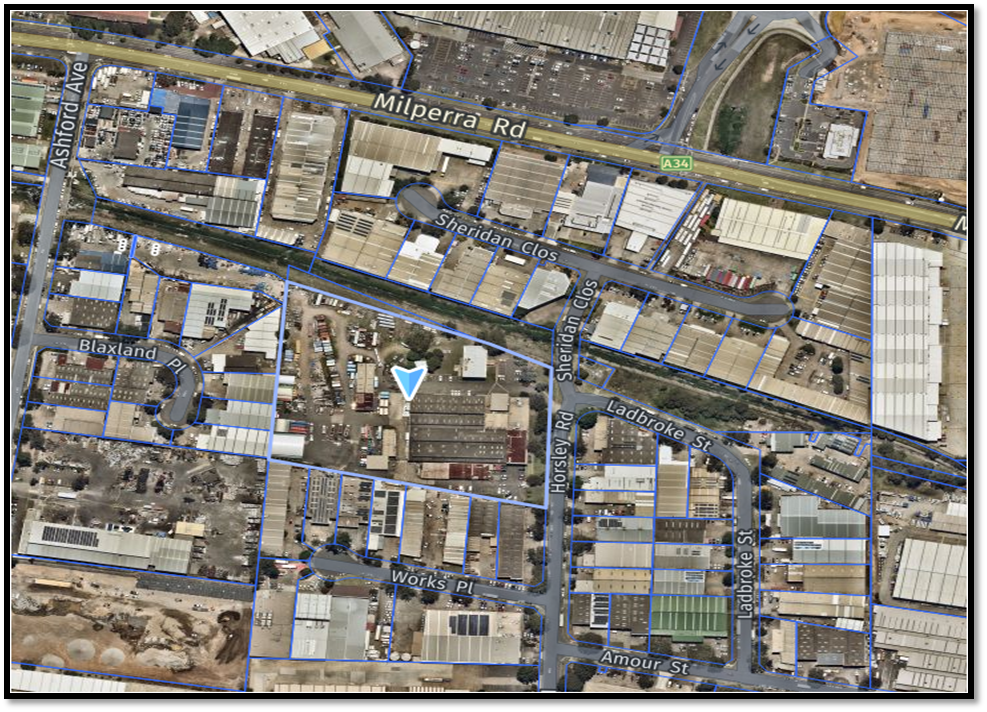 Milperra Rd
Ashford Ave
A34
M
Sheridan Clos
Sheridan Clos
Blaxland Pl
Ladbroke St
Horsley Rd
Works Pl
Ladbroke St
Amour St